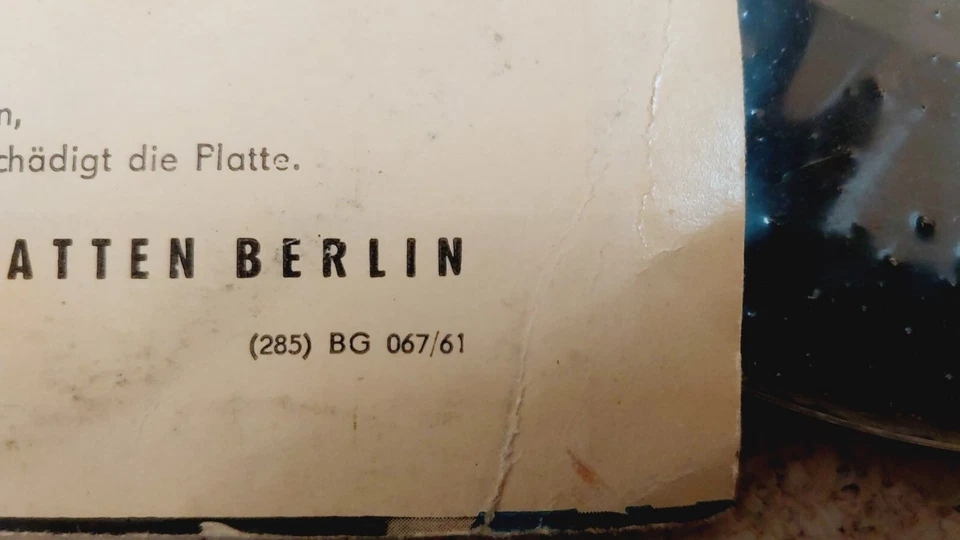 n,
chädigt die Platte.
ATTEN BERLIN
(285) BG 067/61